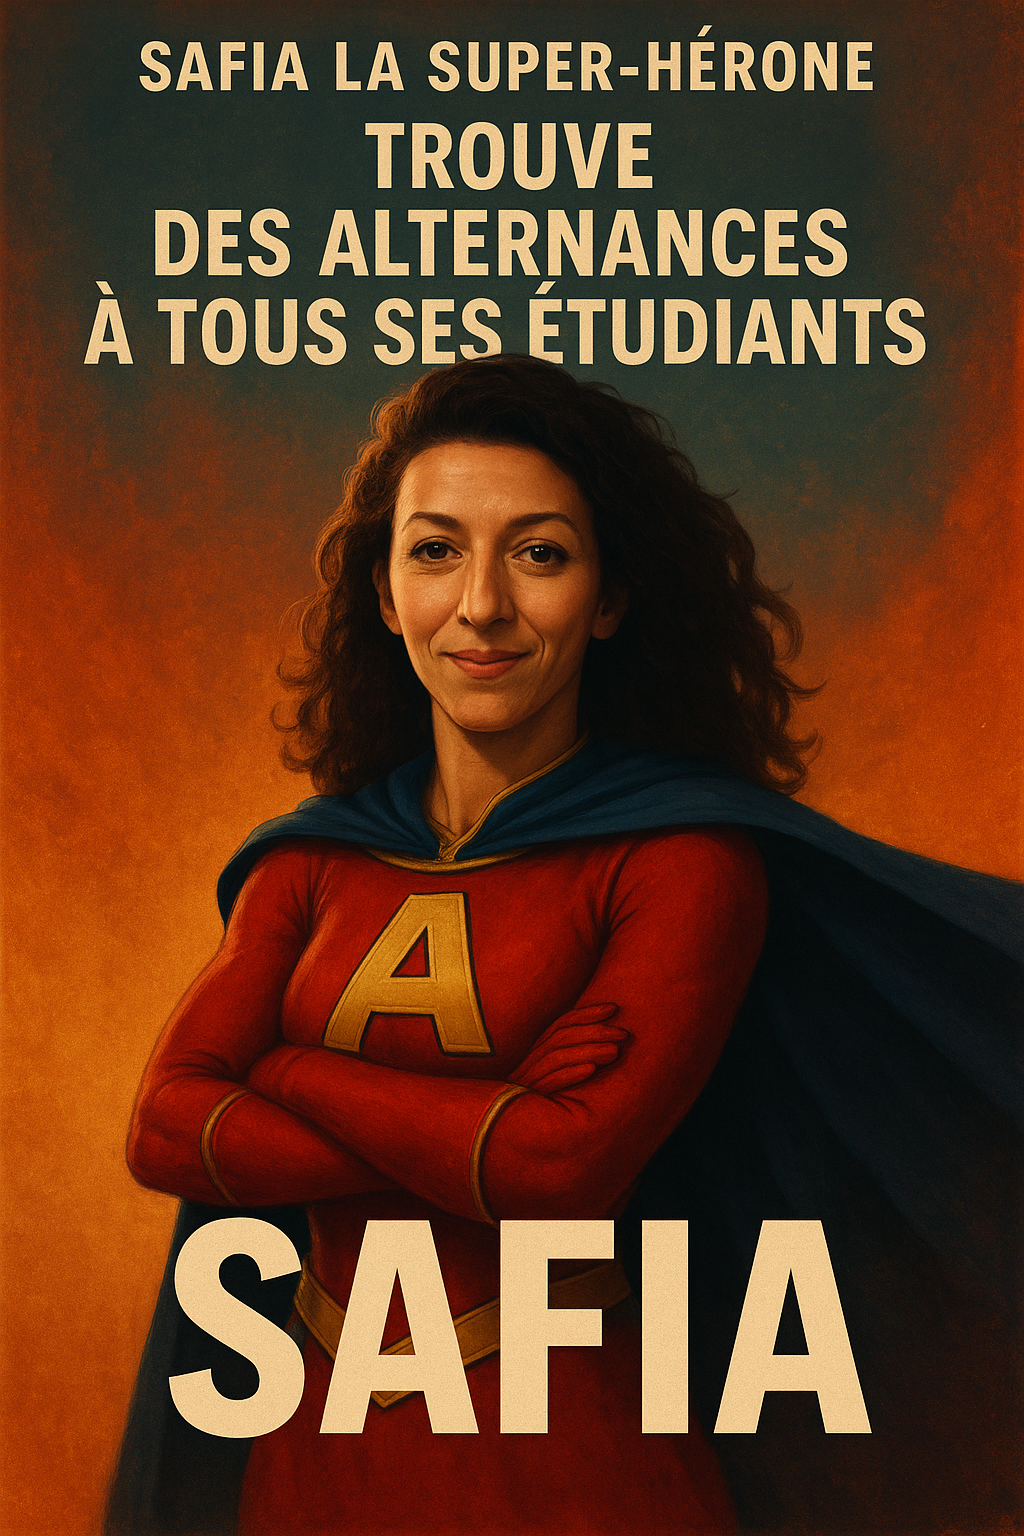 SAFIA LA SUPER-HÉRONE
TROUVE
DES ALTERNANCES
À TOUS SES ÉTUDIANTS
A
SAFIA